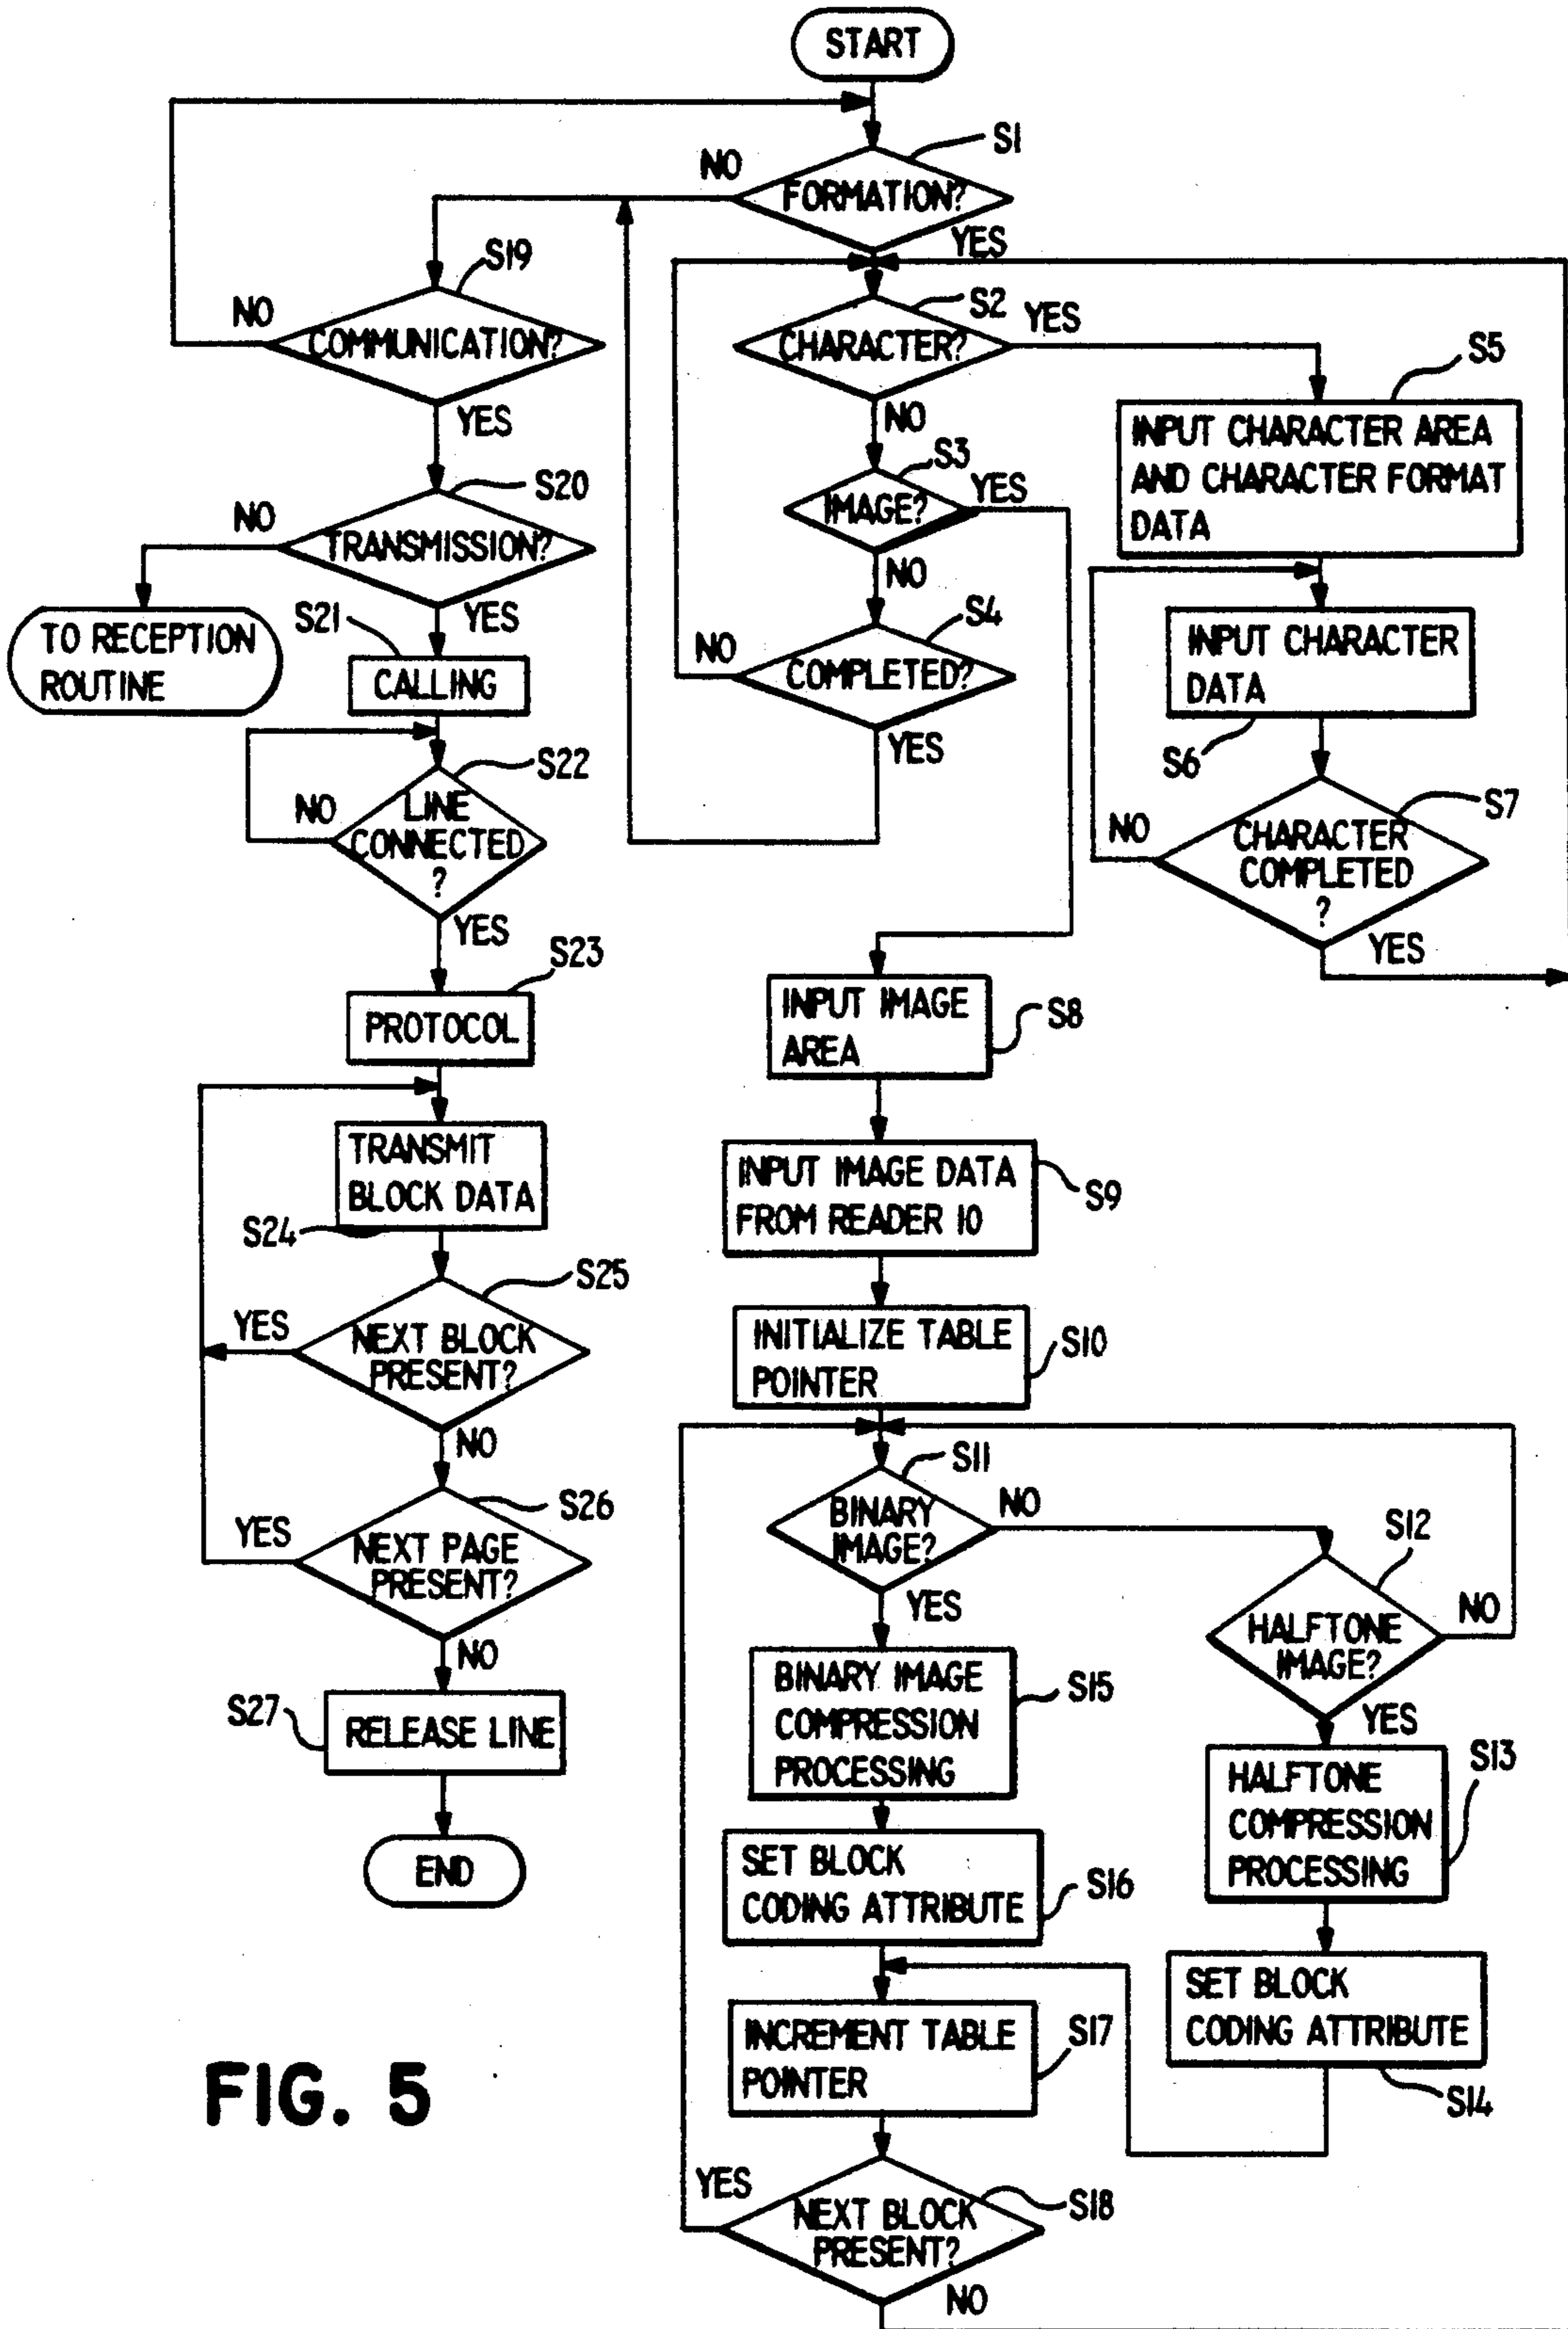 START
S1
NO
FORMATION?
YES
S19
NO
COMMUNICATION?
YES
S20
NO
TRANSMISSION?
YES
TO RECEPTION
ROUTINE
S21
CALLING
S22
NO
LINE
CONNECTED
?
YES
S23
PROTOCOL
TRANSMIT
BLOCK DATA
S24
S25
YES
NEXT BLOCK
PRESENT?
NO
S26
YES
NEXT PAGE
PRESENT?
NO
S27
RELEASE LINE
END
S2
YES
CHARACTER?
NO
S3
YES
IMAGE?
NO
S4
NO
COMPLETED?
YES
S5
INPUT CHARACTER AREA
AND CHARACTER FORMAT
DATA
INPUT CHARACTER
DATA
S6
S7
NO
CHARACTER
COMPLETED
?
YES
INPUT IMAGE
AREA
S8
INPUT IMAGE DATA
FROM READER 10
S9
INITIALIZE TABLE
POINTER
S10
S11
BINARY
IMAGE?
NO
YES
S12
HALFTONE
IMAGE?
NO
YES
BINARY IMAGE
COMPRESSION
PROCESSING
S15
HALFTONE
COMPRESSION
PROCESSING
S13
SET BLOCK
CODING ATTRIBUTE
S16
SET BLOCK
CODING ATTRIBUTE
S14
INCREMENT TABLE
POINTER
S17
YES
NEXT BLOCK
PRESENT?
S18
NO
FIG. 5